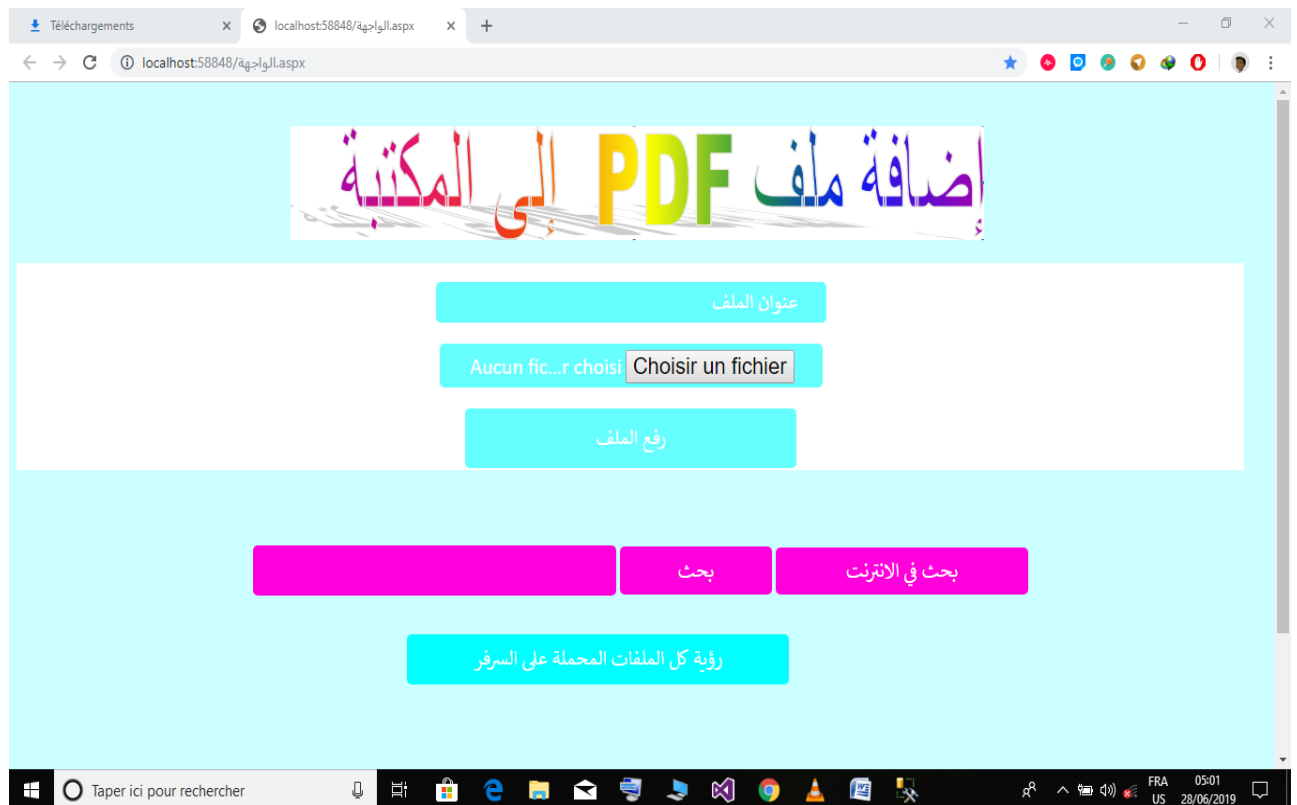 Téléchargements
localhost:58848/الواجهة.aspx
localhost:58848/الواجهة.aspx
إضافة ملف PDF إلى المكتبة
عنوان الملف
Aucun fic...r choisi Choisir un fichier
رفع الملف
بحث في الانترنت بحث
رؤية كل الملفات المحملة على السرفر
Taper ici pour rechercher
FRA 05:01
US 28/06/2019